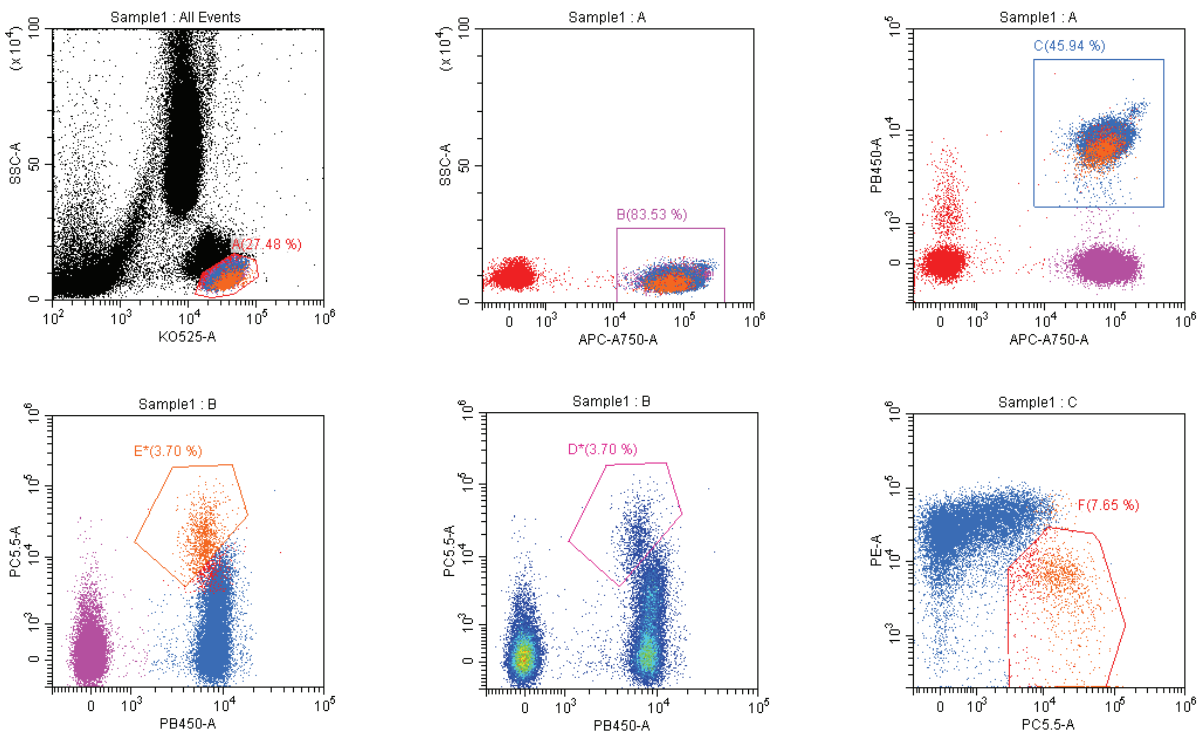 Sample1 : All Events
SSC-A (x 10⁴)
100
50
0
A(27.48 %)
10² 10³ 10⁴ 10⁵ 10⁶
KO525-A
Sample1 : A
SSC-A (x 10⁴)
100
50
0
B(83.53 %)
0 10³ 10⁴ 10⁵ 10⁶
APC-A750-A
Sample1 : A
PB450-A
10⁵
10⁴
10³
0
C(45.94 %)
0 10³ 10⁴ 10⁵ 10⁶
APC-A750-A
Sample1 : B
PC5.5-A
10⁶
10⁵
10⁴
10³
0
E*(3.70 %)
0 10³ 10⁴ 10⁵
PB450-A
Sample1 : B
PC5.5-A
10⁶
10⁵
10⁴
10³
0
D*(3.70 %)
0 10³ 10⁴ 10⁵
PB450-A
Sample1 : C
PE-A
10⁶
10⁵
10⁴
10³
F(7.65 %)
0 10³ 10⁴ 10⁵ 10⁶
PC5.5-A